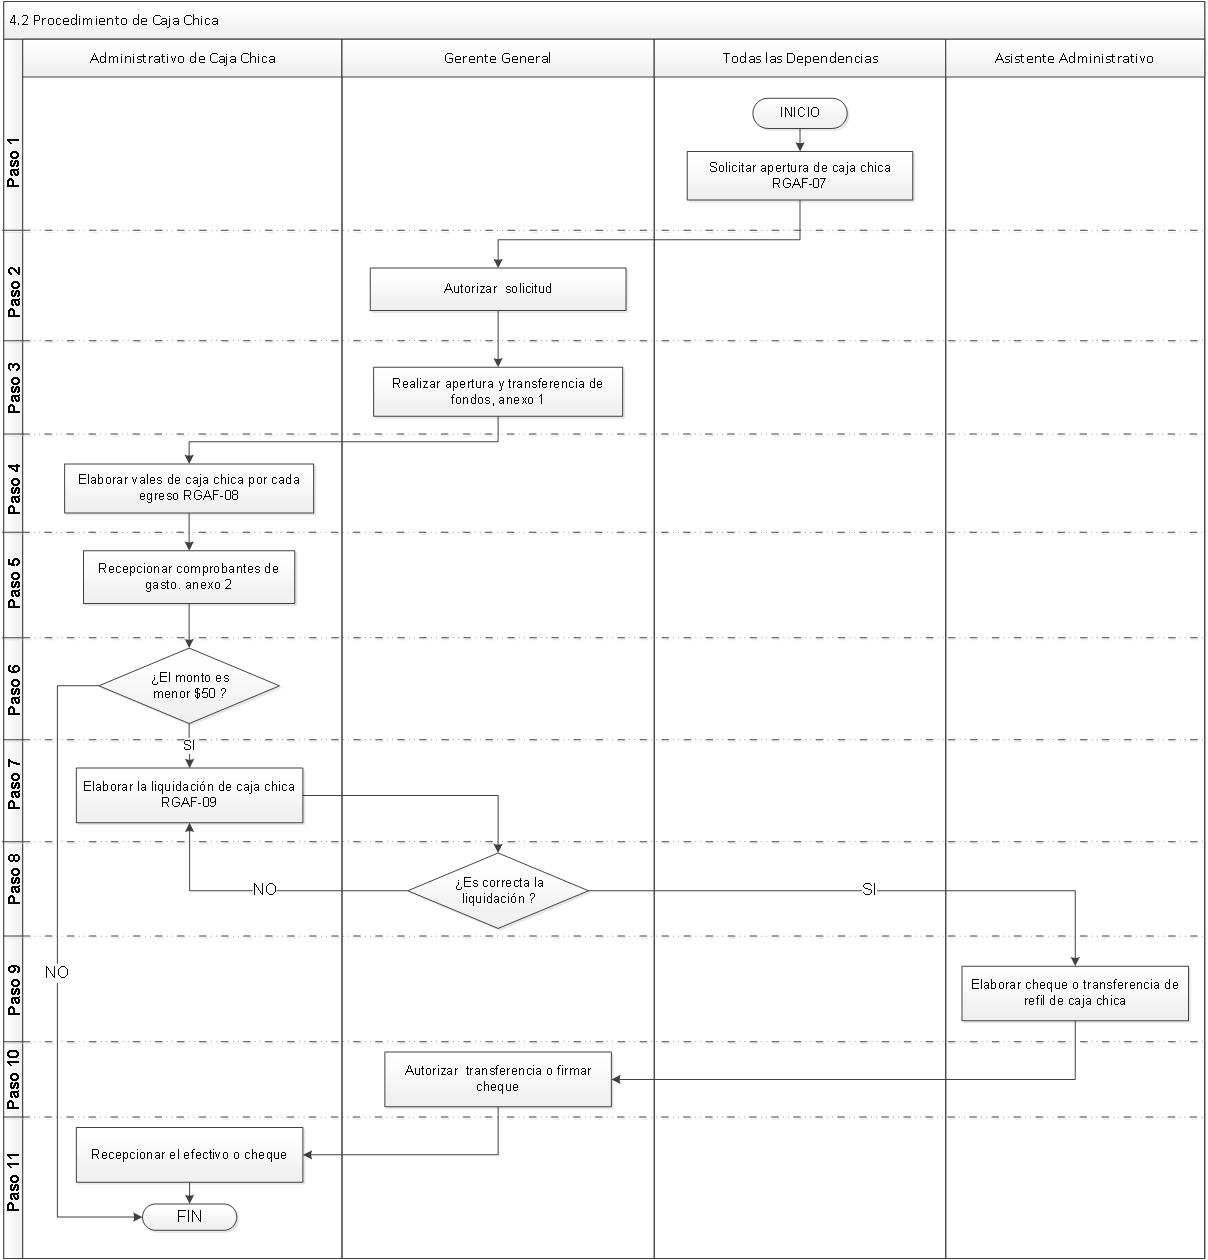 4.2 Procedimiento de Caja Chica
Administrativo de Caja Chica
Gerente General
Todas las Dependencias
Asistente Administrativo
Paso 1
INICIO
Solicitar apertura de caja chica
RGAF-07
Paso 2
Autorizar solicitud
Paso 3
Realizar apertura y transferencia de
fondos, anexo 1
Paso 4
Elaborar vales de caja chica por cada
egreso RGAF-08
Paso 5
Recepcionar comprobantes de
gasto. anexo 2
Paso 6
¿El monto es
menor $50 ?
SI
Paso 7
Elaborar la liquidación de caja chica
RGAF-09
Paso 8
¿Es correcta la
liquidación ?
NO
SI
Paso 9
NO
Elaborar cheque o transferencia de
refil de caja chica
Paso 10
Autorizar transferencia o firmar
cheque
Paso 11
Recepcionar el efectivo o cheque
FIN